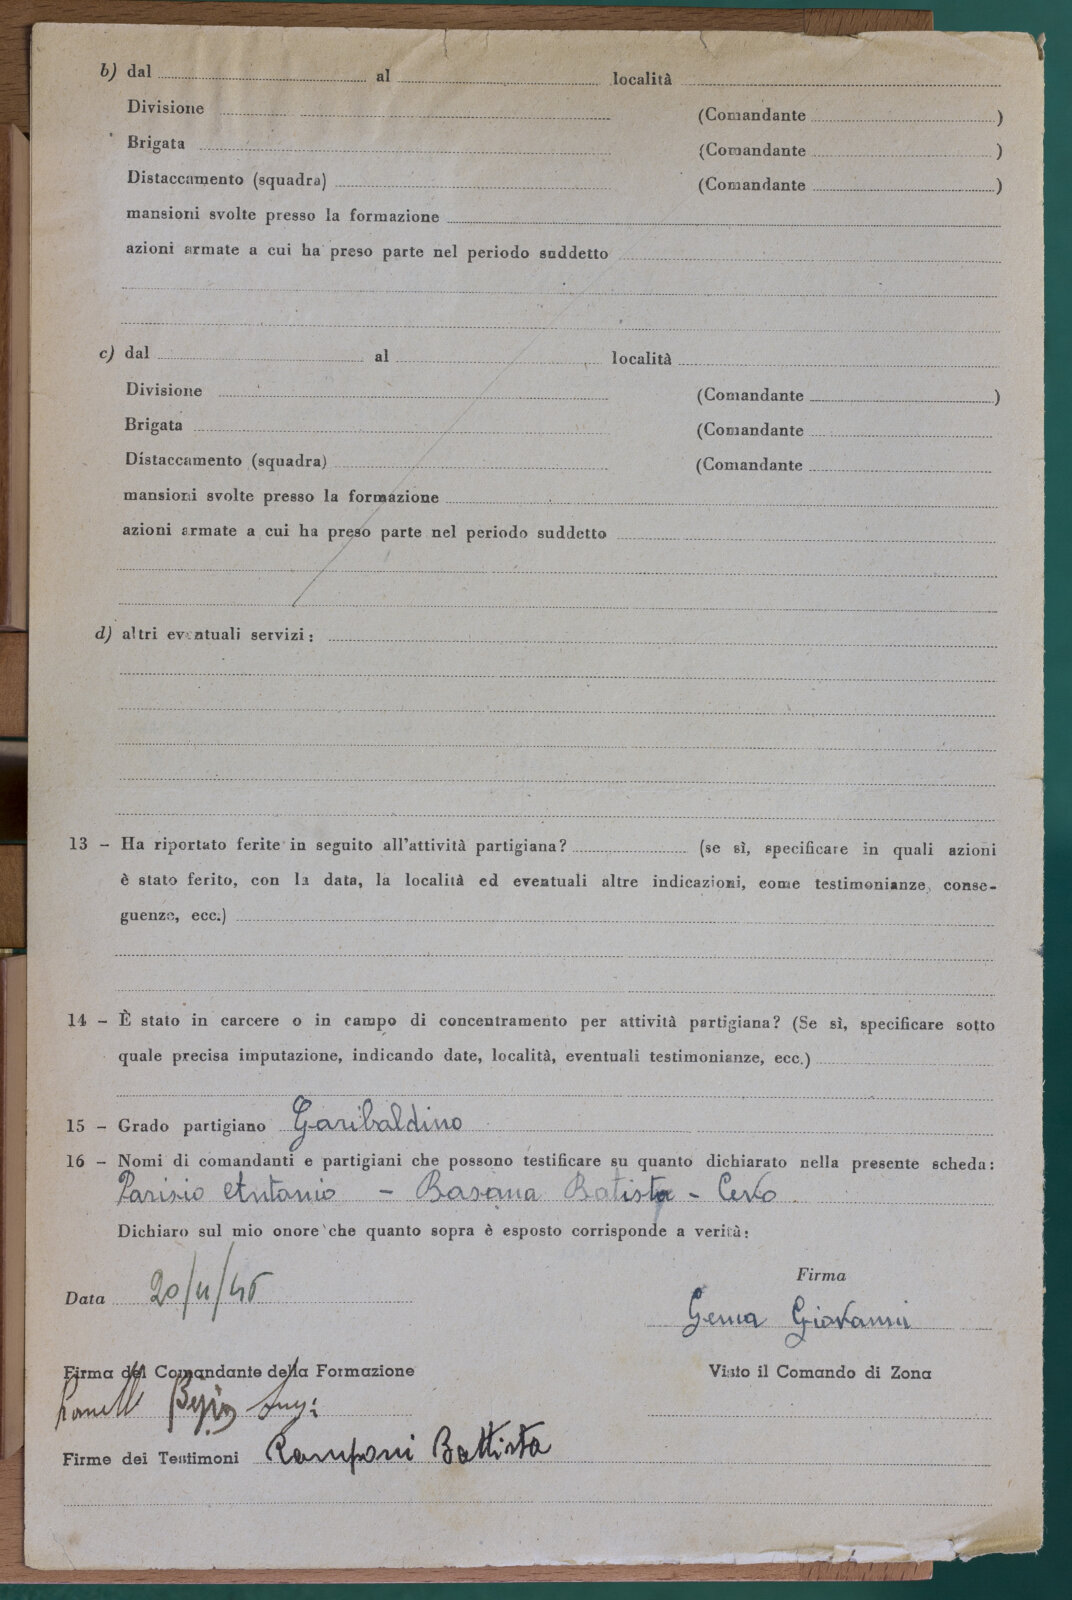 b) dal al località
Divisione (Comandante )
Brigata (Comandante )
Distaccamento (squadra) (Comandante )
mansioni svolte presso la formazione
azioni armate a cui ha preso parte nel periodo suddetto
c) dal al località
Divisione (Comandante )
Brigata (Comandante
Distaccamento (squadra) (Comandante
mansioni svolte presso la formazione
azioni armate a cui ha preso parte nel periodo suddetto
d) altri eventuali servizi:
13 - Ha riportato ferite in seguito all'attività partigiana? (se sì, specificare in quali azioni
è stato ferito, con la data, la località ed eventuali altre indicazioni, come testimonianze, conse-
guenze, ecc.)
14 - È stato in carcere o in campo di concentramento per attività partigiana? (Se sì, specificare sotto
quale precisa imputazione, indicando date, località, eventuali testimonianze, ecc.)
15 - Grado partigiano Garibaldino
16 - Nomi di comandanti e partigiani che possono testificare su quanto dichiarato nella presente scheda:
Parisio Antonio - Basana Batista -
Dichiaro sul mio onore che quanto sopra è esposto corrisponde a verità:
Firma
Data
Giovanni
Firma del Comandante della Formazione Visto il Comando di Zona
Firme dei Testimoni Ramponi Battista